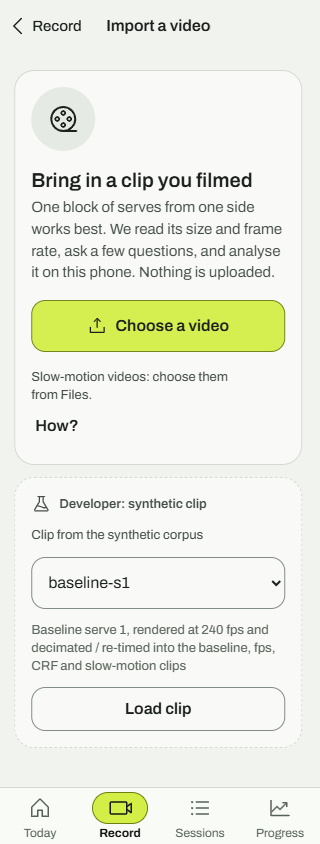 Record
Import a video
Bring in a clip you filmed
One block of serves from one side
works best. We read its size and frame
rate, ask a few questions, and analyse
it on this phone. Nothing is uploaded.
Choose a video
Slow-motion videos: choose them
from Files.
How?
Developer: synthetic clip
Clip from the synthetic corpus
baseline-s1
Baseline serve 1, rendered at 240 fps and
decimated / re-timed into the baseline, fps,
CRF and slow-motion clips
Load clip
Today
Record
Sessions
Progress